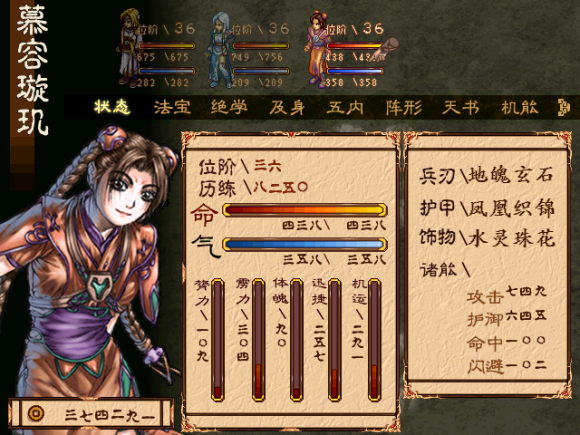 慕容璇玑
位阶\36
675\675
282\282
位阶\36
749\756
209\209
位阶\36
438\438
358\358
状态 法宝 绝学 及身 五内 阵形 天书 机能
位阶\三六
历练\八二五〇
命
四三八\四三八
气
三五八\三五八
膂力\一〇九
霄力\三〇四
体魄\九〇
迅捷\二五七
机运\二九一
兵刃\地魄玄石
护甲\凤凰织锦
饰物\水灵珠花
诸能\
攻击 七四九
护御 六四五
命中 一〇〇
闪避 一〇二
三七四二九一